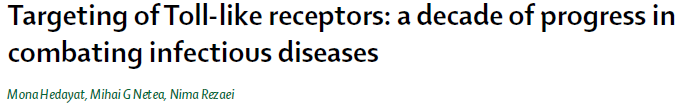 Targeting of Toll-like receptors: a decade of progress in
combating infectious diseases
Mona Hedayat, Mihai G Netea, Nima Rezaei